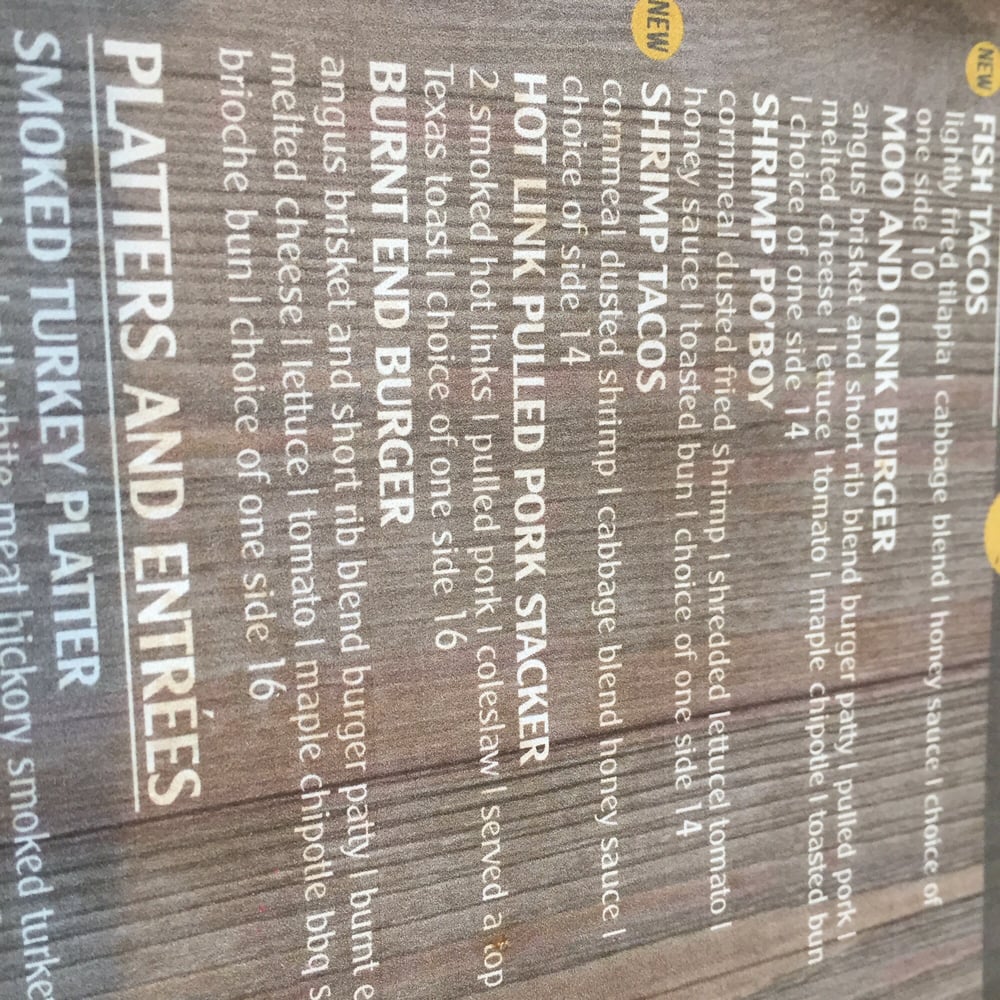 NEW
FISH TACOS
lightly fried tilapia | cabbage blend | honey sauce | choice of
one side 10
MOO AND OINK BURGER
angus brisket and short rib blend burger patty | pulled pork |
melted cheese | lettuce | tomato | maple chipotle | toasted bun
| choice of one side 14
SHRIMP PO'BOY
cornmeal dusted fried shrimp | shredded lettuce| tomato |
honey sauce | toasted bun | choice of one side 14
NEW
SHRIMP TACOS
cornmeal dusted shrimp | cabbage blend honey sauce |
choice of side 14
HOT LINK PULLED PORK STACKER
2 smoked hot links | pulled pork | coleslaw | served a top
Texas toast | choice of one side 16
BURNT END BURGER
angus brisket and short rib blend burger patty | burnt e
melted cheese | lettuce | tomato | maple chipotle bbq s
brioche bun | choice of one side 16
PLATTERS AND ENTRÉES
SMOKED TURKEY PLATTER
white meat hickory smoked turke